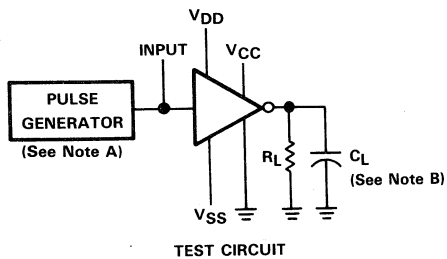 VDD
INPUT
VCC
PULSE
GENERATOR
(See Note A)
RL
CL
(See Note B)
VSS
TEST CIRCUIT